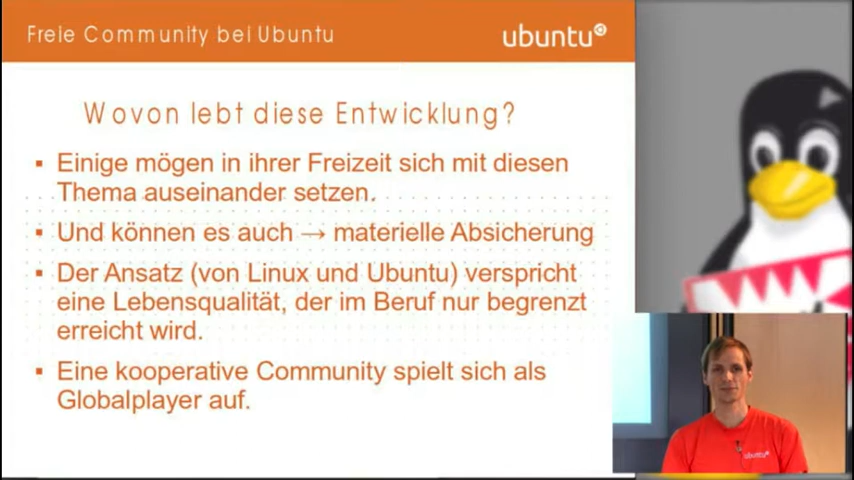 Freie Community bei Ubuntu
ubuntu
Wovon lebt diese Entwicklung?
▪ Einige mögen in ihrer Freizeit sich mit diesen
Thema auseinander setzen.
▪ Und können es auch → materielle Absicherung
▪ Der Ansatz (von Linux und Ubuntu) verspricht
eine Lebensqualität, der im Beruf nur begrenzt
erreicht wird.
▪ Eine kooperative Community spielt sich als
Globalplayer auf.
ubuntu